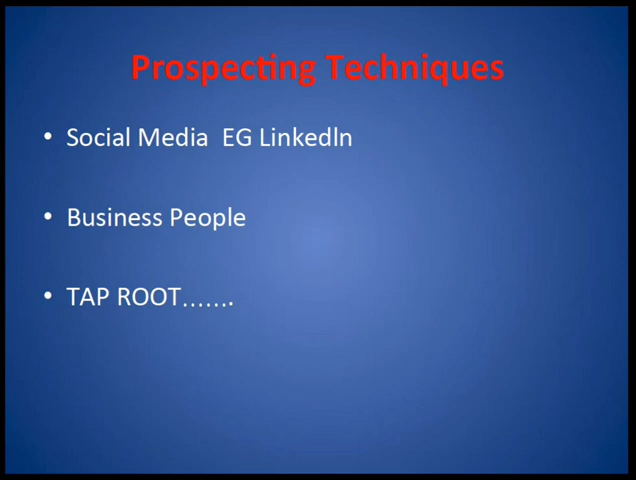 Prospecting Techniques
• Social Media  EG LinkedIn
• Business People
• TAP ROOT.......